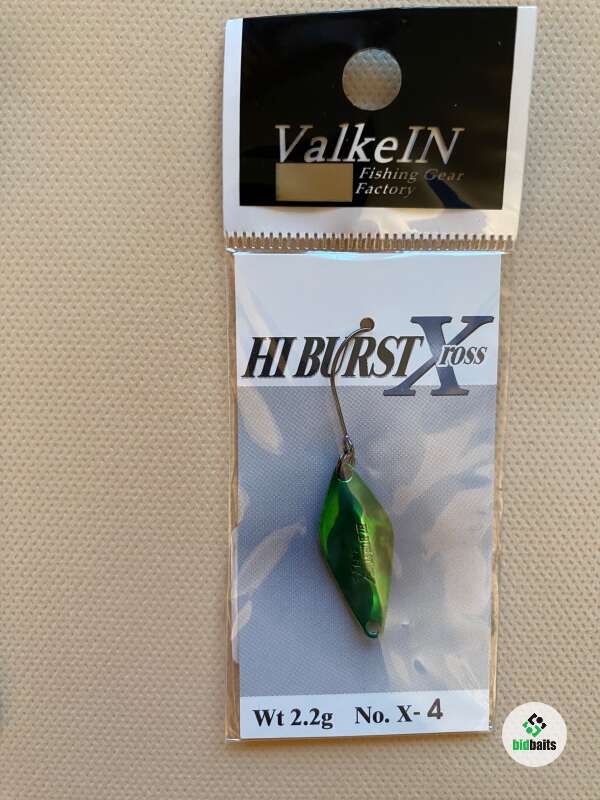 ValkeIN
Fishing Gear
Factory
HI BURST Xross
Wt 2.2g No. X-4
bidbaits